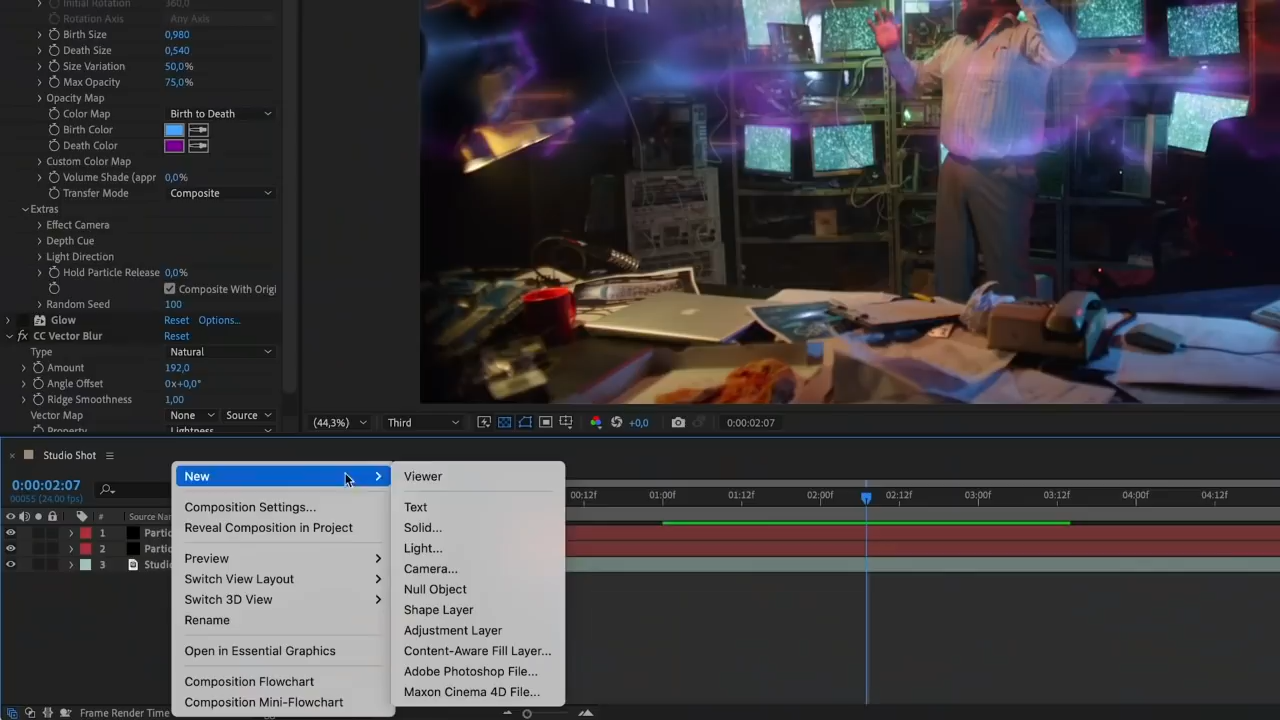 Initial Rotation 360,0
Rotation Axis Any Axis
Birth Size 0,980
Death Size 0,540
Size Variation 50,0%
Max Opacity 75,0%
Opacity Map
Color Map Birth to Death
Birth Color
Death Color
Custom Color Map
Volume Shade (appr 0,0%
Transfer Mode Composite
Extras
Effect Camera
Depth Cue
Light Direction
Hold Particle Release 0,0%
Composite With Origi
Random Seed 100
Glow Reset Options...
fx CC Vector Blur Reset
Type Natural
Amount 192,0
Angle Offset 0x+0,0°
Ridge Smoothness 1,00
Vector Map None Source
Property Lightness
(44,3%) Third +0,0 0:00:02:07
Studio Shot
0:00:02:07
00055 (24.00 fps)
# Source Na
1 Partic
2 Partic
3 Studio
Frame Render Time
New
Composition Settings...
Reveal Composition in Project
Preview
Switch View Layout
Switch 3D View
Rename
Open in Essential Graphics
Composition Flowchart
Composition Mini-Flowchart
Viewer
Text
Solid...
Light...
Camera...
Null Object
Shape Layer
Adjustment Layer
Content-Aware Fill Layer...
Adobe Photoshop File...
Maxon Cinema 4D File...
00:12f 01:00f 01:12f 02:00f 02:12f 03:00f 03:12f 04:00f 04:12f